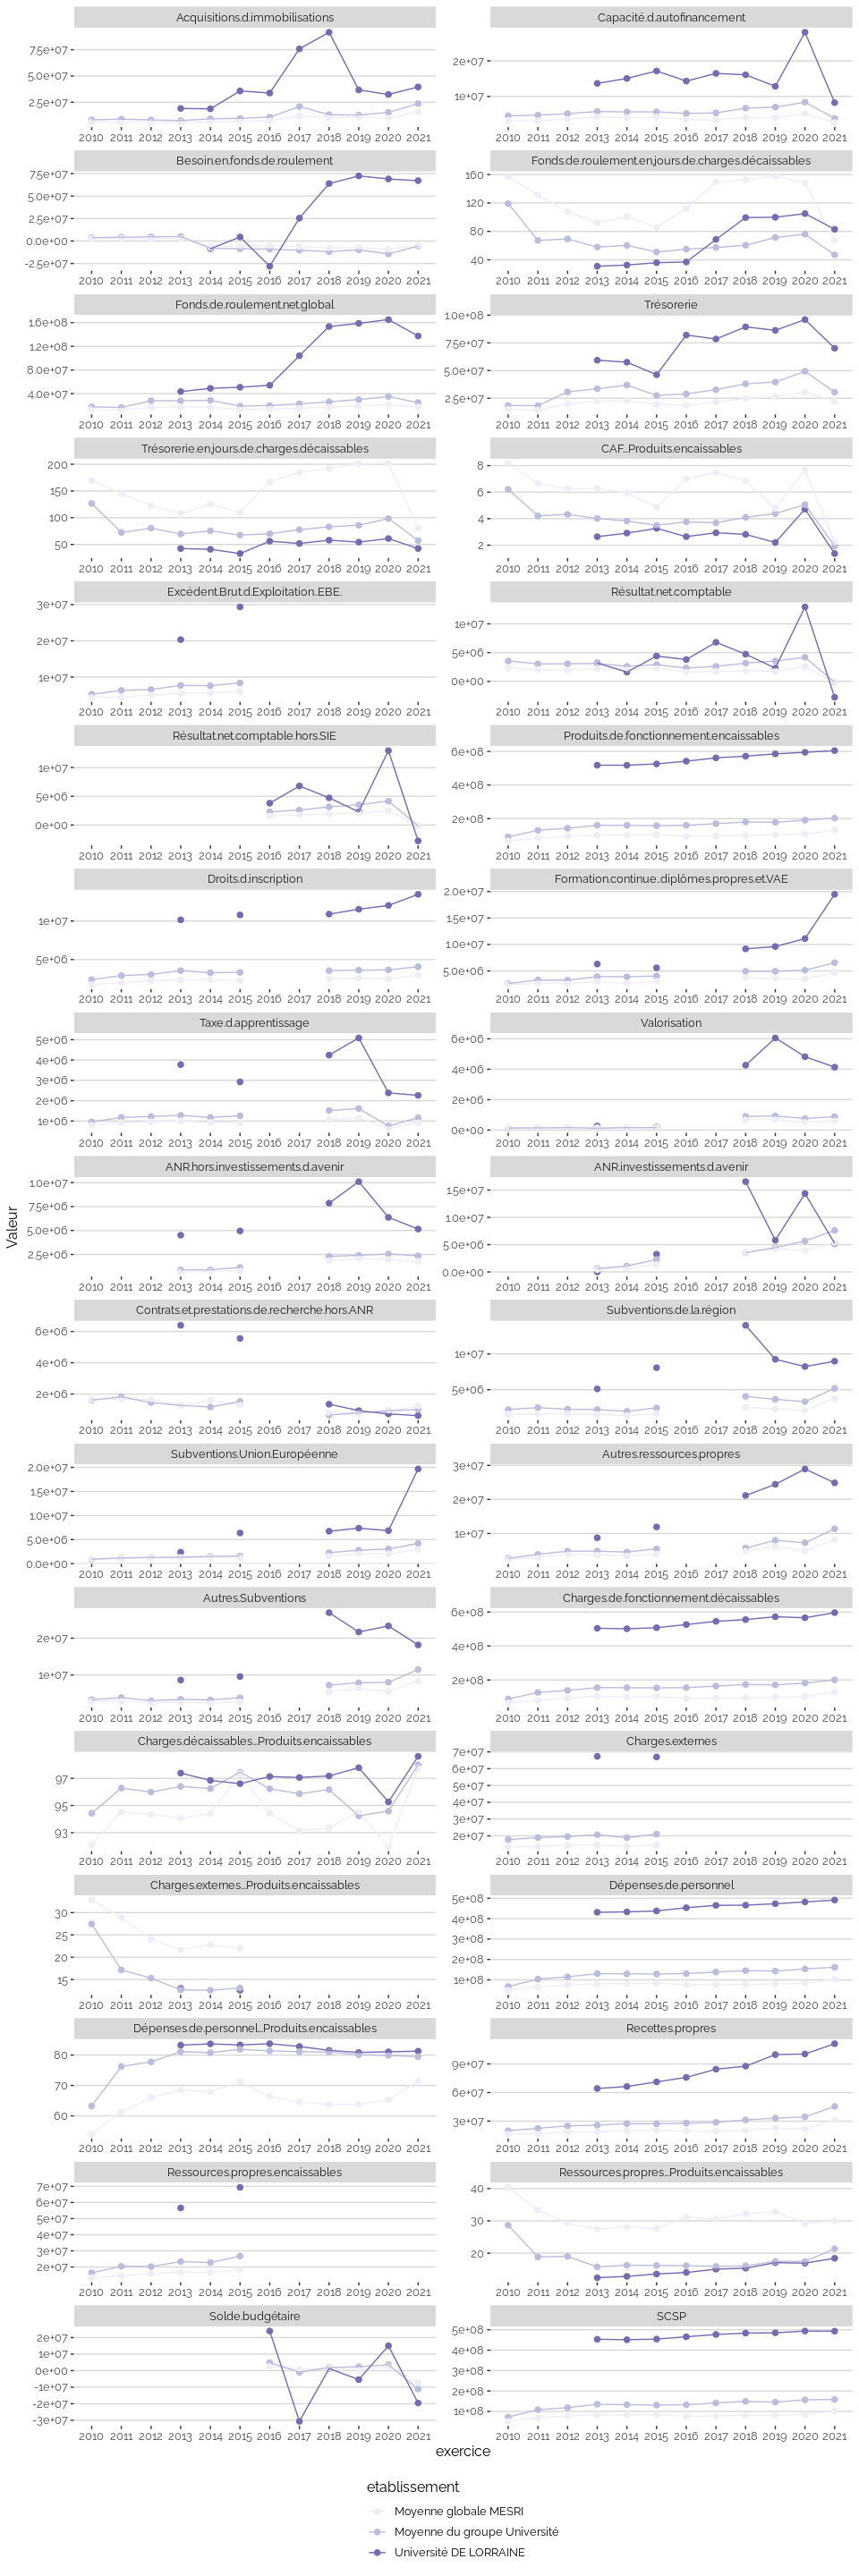 Acquisitions.d.immobilisations
Capacité.d.autofinancement
7.5e+07
5.0e+07
2.5e+07
2e+07
1e+07
2010 2011 2012 2013 2014 2015 2016 2017 2018 2019 2020 2021
2010 2011 2012 2013 2014 2015 2016 2017 2018 2019 2020 2021
Besoin.en.fonds.de.roulement
Fonds.de.roulement.en.jours.de.charges.décaissables
7.5e+07
5.0e+07
2.5e+07
0.0e+00
-2.5e+07
160
120
80
40
2010 2011 2012 2013 2014 2015 2016 2017 2018 2019 2020 2021
2010 2011 2012 2013 2014 2015 2016 2017 2018 2019 2020 2021
Fonds.de.roulement.net.global
Trésorerie
1.6e+08
1.2e+08
8.0e+07
4.0e+07
1.0e+08
7.5e+07
5.0e+07
2.5e+07
2010 2011 2012 2013 2014 2015 2016 2017 2018 2019 2020 2021
2010 2011 2012 2013 2014 2015 2016 2017 2018 2019 2020 2021
Trésorerie.en.jours.de.charges.décaissables
CAF...Produits.encaissables
200
150
100
50
8
6
4
2
2010 2011 2012 2013 2014 2015 2016 2017 2018 2019 2020 2021
2010 2011 2012 2013 2014 2015 2016 2017 2018 2019 2020 2021
Excédent.Brut.d.Exploitation..EBE.
Résultat.net.comptable
3e+07
2e+07
1e+07
1e+07
5e+06
0e+00
2010 2011 2012 2013 2014 2015 2016 2017 2018 2019 2020 2021
2010 2011 2012 2013 2014 2015 2016 2017 2018 2019 2020 2021
Résultat.net.comptable.hors.SIE
Produits.de.fonctionnement.encaissables
1e+07
5e+06
0e+00
6e+08
4e+08
2e+08
2010 2011 2012 2013 2014 2015 2016 2017 2018 2019 2020 2021
2010 2011 2012 2013 2014 2015 2016 2017 2018 2019 2020 2021
Droits.d.inscription
Formation.continue..diplômes.propres.et.VAE
1e+07
5e+06
2.0e+07
1.5e+07
1.0e+07
5.0e+06
2010 2011 2012 2013 2014 2015 2016 2017 2018 2019 2020 2021
2010 2011 2012 2013 2014 2015 2016 2017 2018 2019 2020 2021
Taxe.d.apprentissage
Valorisation
5e+06
4e+06
3e+06
2e+06
1e+06
6e+06
4e+06
2e+06
0e+00
2010 2011 2012 2013 2014 2015 2016 2017 2018 2019 2020 2021
2010 2011 2012 2013 2014 2015 2016 2017 2018 2019 2020 2021
ANR.hors.investissements.d.avenir
ANR.investissements.d.avenir
1.0e+07
7.5e+06
5.0e+06
2.5e+06
1.5e+07
1.0e+07
5.0e+06
0.0e+00
2010 2011 2012 2013 2014 2015 2016 2017 2018 2019 2020 2021
2010 2011 2012 2013 2014 2015 2016 2017 2018 2019 2020 2021
Valeur
Contrats.et.prestations.de.recherche.hors.ANR
Subventions.de.la.région
6e+06
4e+06
2e+06
1e+07
5e+06
2010 2011 2012 2013 2014 2015 2016 2017 2018 2019 2020 2021
2010 2011 2012 2013 2014 2015 2016 2017 2018 2019 2020 2021
Subventions.Union.Européenne
Autres.ressources.propres
2.0e+07
1.5e+07
1.0e+07
5.0e+06
0.0e+00
3e+07
2e+07
1e+07
2010 2011 2012 2013 2014 2015 2016 2017 2018 2019 2020 2021
2010 2011 2012 2013 2014 2015 2016 2017 2018 2019 2020 2021
Autres.Subventions
Charges.de.fonctionnement.décaissables
2e+07
1e+07
6e+08
4e+08
2e+08
2010 2011 2012 2013 2014 2015 2016 2017 2018 2019 2020 2021
2010 2011 2012 2013 2014 2015 2016 2017 2018 2019 2020 2021
Charges.décaissables...Produits.encaissables
Charges.externes
97
95
93
7e+07
6e+07
5e+07
4e+07
3e+07
2e+07
2010 2011 2012 2013 2014 2015 2016 2017 2018 2019 2020 2021
2010 2011 2012 2013 2014 2015 2016 2017 2018 2019 2020 2021
Charges.externes...Produits.encaissables
Dépenses.de.personnel
30
25
20
15
5e+08
4e+08
3e+08
2e+08
1e+08
2010 2011 2012 2013 2014 2015 2016 2017 2018 2019 2020 2021
2010 2011 2012 2013 2014 2015 2016 2017 2018 2019 2020 2021
Dépenses.de.personnel...Produits.encaissables
Recettes.propres
80
70
60
9e+07
6e+07
3e+07
2010 2011 2012 2013 2014 2015 2016 2017 2018 2019 2020 2021
2010 2011 2012 2013 2014 2015 2016 2017 2018 2019 2020 2021
Ressources.propres.encaissables
Ressources.propres...Produits.encaissables
7e+07
6e+07
5e+07
4e+07
3e+07
2e+07
40
30
20
2010 2011 2012 2013 2014 2015 2016 2017 2018 2019 2020 2021
2010 2011 2012 2013 2014 2015 2016 2017 2018 2019 2020 2021
Solde.budgétaire
SCSP
2e+07
1e+07
0e+00
-1e+07
-2e+07
-3e+07
5e+08
4e+08
3e+08
2e+08
1e+08
2010 2011 2012 2013 2014 2015 2016 2017 2018 2019 2020 2021
2010 2011 2012 2013 2014 2015 2016 2017 2018 2019 2020 2021
exercice
etablissement
Moyenne globale MESRI
Moyenne du groupe Université
Université DE LORRAINE